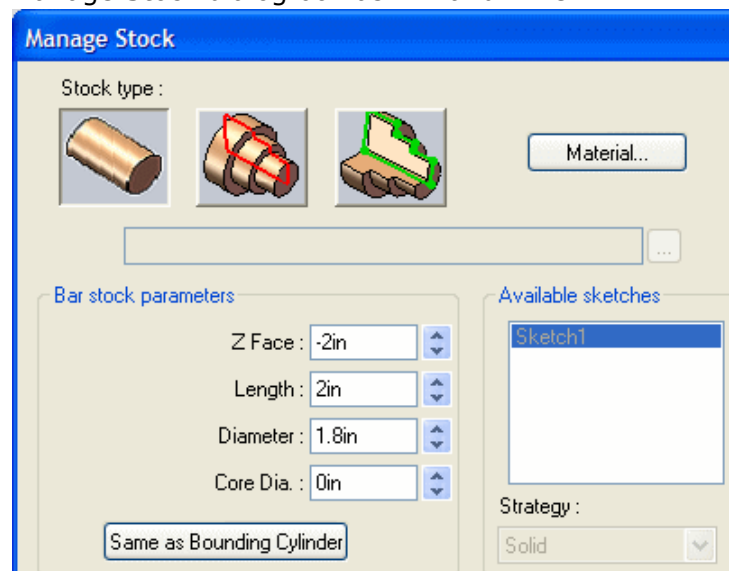 Manage Stock
Stock type :
Material...
...
Bar stock parameters
Z Face : -2in
Length : 2in
Diameter : 1.8in
Core Dia. : 0in
Same as Bounding Cylinder
Available sketches
Sketch1
Strategy :
Solid